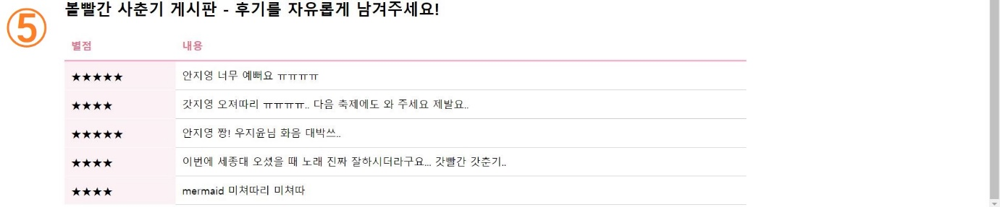 ⑤ 볼빨간 사춘기 게시판 - 후기를 자유롭게 남겨주세요!
별점 내용
★★★★★ 안지영 너무 예뻐요 ㅠㅠㅠㅠ
★★★★ 갓지영 오져따리 ㅠㅠㅠㅠ.. 다음 축제에도 와 주세요 제발요..
★★★★★ 안지영 짱! 우지윤님 화음 대박쓰..
★★★★ 이번에 세종대 오셨을 때 노래 진짜 잘하시더라구요... 갓빨간 갓춘기..
★★★★ mermaid 미쳐따리 미쳐따